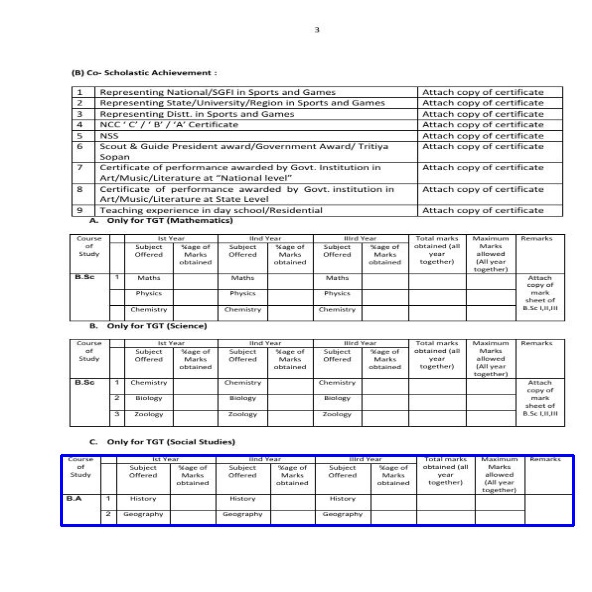 3
(B) Co- Scholastic Achievement :
1 Representing National/SGFI in Sports and Games Attach copy of certificate
2 Representing State/University/Region in Sports and Games Attach copy of certificate
3 Representing Distt. in Sports and Games Attach copy of certificate
4 NCC ‘ C’ / ‘ B’ / ‘A’ Certificate Attach copy of certificate
5 NSS Attach copy of certificate
6 Scout & Guide President award/Government Award/ Tritiya Attach copy of certificate
Sopan
7 Certificate of performance awarded by Govt. Institution in Attach copy of certificate
Art/Music/Literature at “National level”
8 Certificate of performance awarded by Govt. institution in Attach copy of certificate
Art/Music/Literature at State Level
9 Teaching experience in day school/Residential Attach copy of certificate
A. Only for TGT (Mathematics)
Course Ist Year IInd Year IIIrd Year Total marks Maximum Remarks
of Subject %age of Subject %age of Subject %age of obtained (all Marks
Study Offered Marks Offered Marks Offered Marks year allowed
obtained obtained obtained together) (All year
together)
B.Sc 1 Maths Maths Maths Attach
copy of
Physics Physics Physics mark
sheet of
Chemistry Chemistry Chemistry B.Sc I,II,III
B. Only for TGT (Science)
Course Ist Year IInd Year IIIrd Year Total marks Maximum Remarks
of Subject %age of Subject %age of Subject %age of obtained (all Marks
Study Offered Marks Offered Marks Offered Marks year allowed
obtained obtained obtained together) (All year
together)
B.Sc 1 Chemistry Chemistry Chemistry Attach
copy of
2 Biology Biology Biology mark
sheet of
3 Zoology Zoology Zoology B.Sc I,II,III
C. Only for TGT (Social Studies)
Course Ist Year IInd Year IIIrd Year Total marks Maximum Remarks
of Subject %age of Subject %age of Subject %age of obtained (all Marks
Study Offered Marks Offered Marks Offered Marks year allowed
obtained obtained obtained together) (All year
together)
B.A 1 History History History
2 Geography Geography Geography